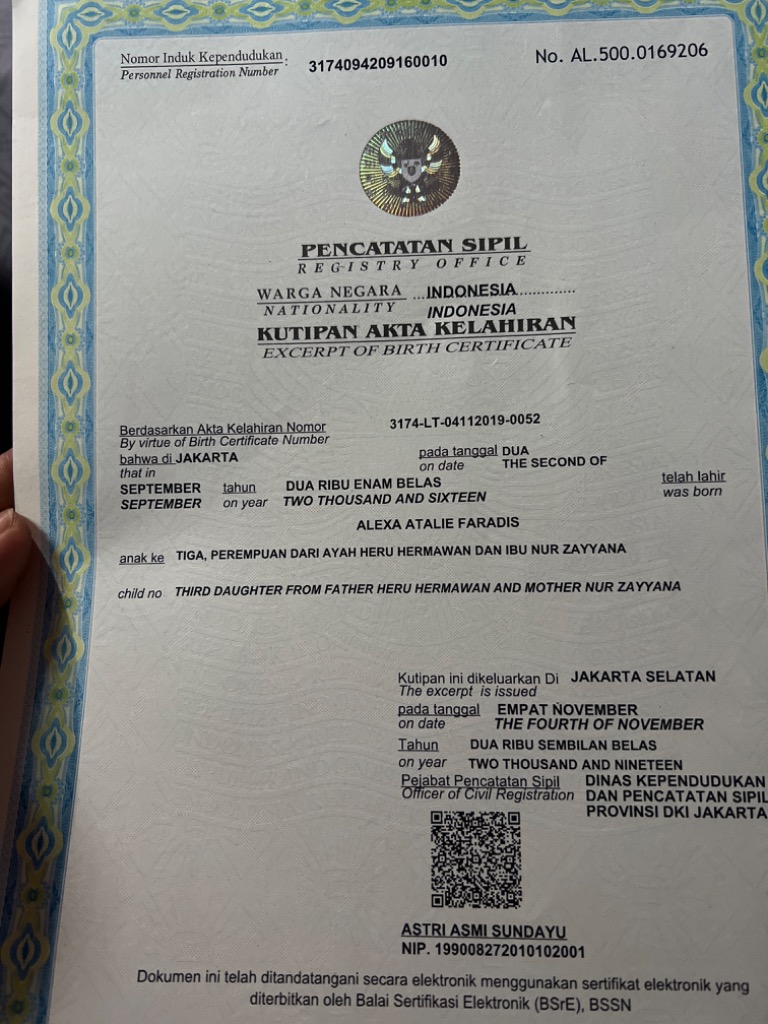 Nomor Induk Kependudukan : 3174094209160010 No. AL.500.0169206
Personnel Registration Number
PENCATATAN SIPIL
REGISTRY OFFICE
WARGA NEGARA ...INDONESIA.............
NATIONALITY INDONESIA
KUTIPAN AKTA KELAHIRAN
EXCERPT OF BIRTH CERTIFICATE
Berdasarkan Akta Kelahiran Nomor 3174-LT-04112019-0052
By virtue of Birth Certificate Number
bahwa di JAKARTA pada tanggal DUA
that in on date THE SECOND OF
SEPTEMBER tahun DUA RIBU ENAM BELAS telah lahir
SEPTEMBER on year TWO THOUSAND AND SIXTEEN was born
ALEXA ATALIE FARADIS
anak ke TIGA, PEREMPUAN DARI AYAH HERU HERMAWAN DAN IBU NUR ZAYYANA
child no THIRD DAUGHTER FROM FATHER HERU HERMAWAN AND MOTHER NUR ZAYYANA
Kutipan ini dikeluarkan Di JAKARTA SELATAN
The excerpt is issued
pada tanggal EMPAT NOVEMBER
on date THE FOURTH OF NOVEMBER
Tahun DUA RIBU SEMBILAN BELAS
on year TWO THOUSAND AND NINETEEN
Pejabat Pencatatan Sipil DINAS KEPENDUDUKAN
Officer of Civil Registration DAN PENCATATAN SIPIL
PROVINSI DKI JAKARTA
ASTRI ASMI SUNDAYU
NIP. 199008272010102001
Dokumen ini telah ditandatangani secara elektronik menggunakan sertifikat elektronik yang
diterbitkan oleh Balai Sertifikasi Elektronik (BSrE), BSSN